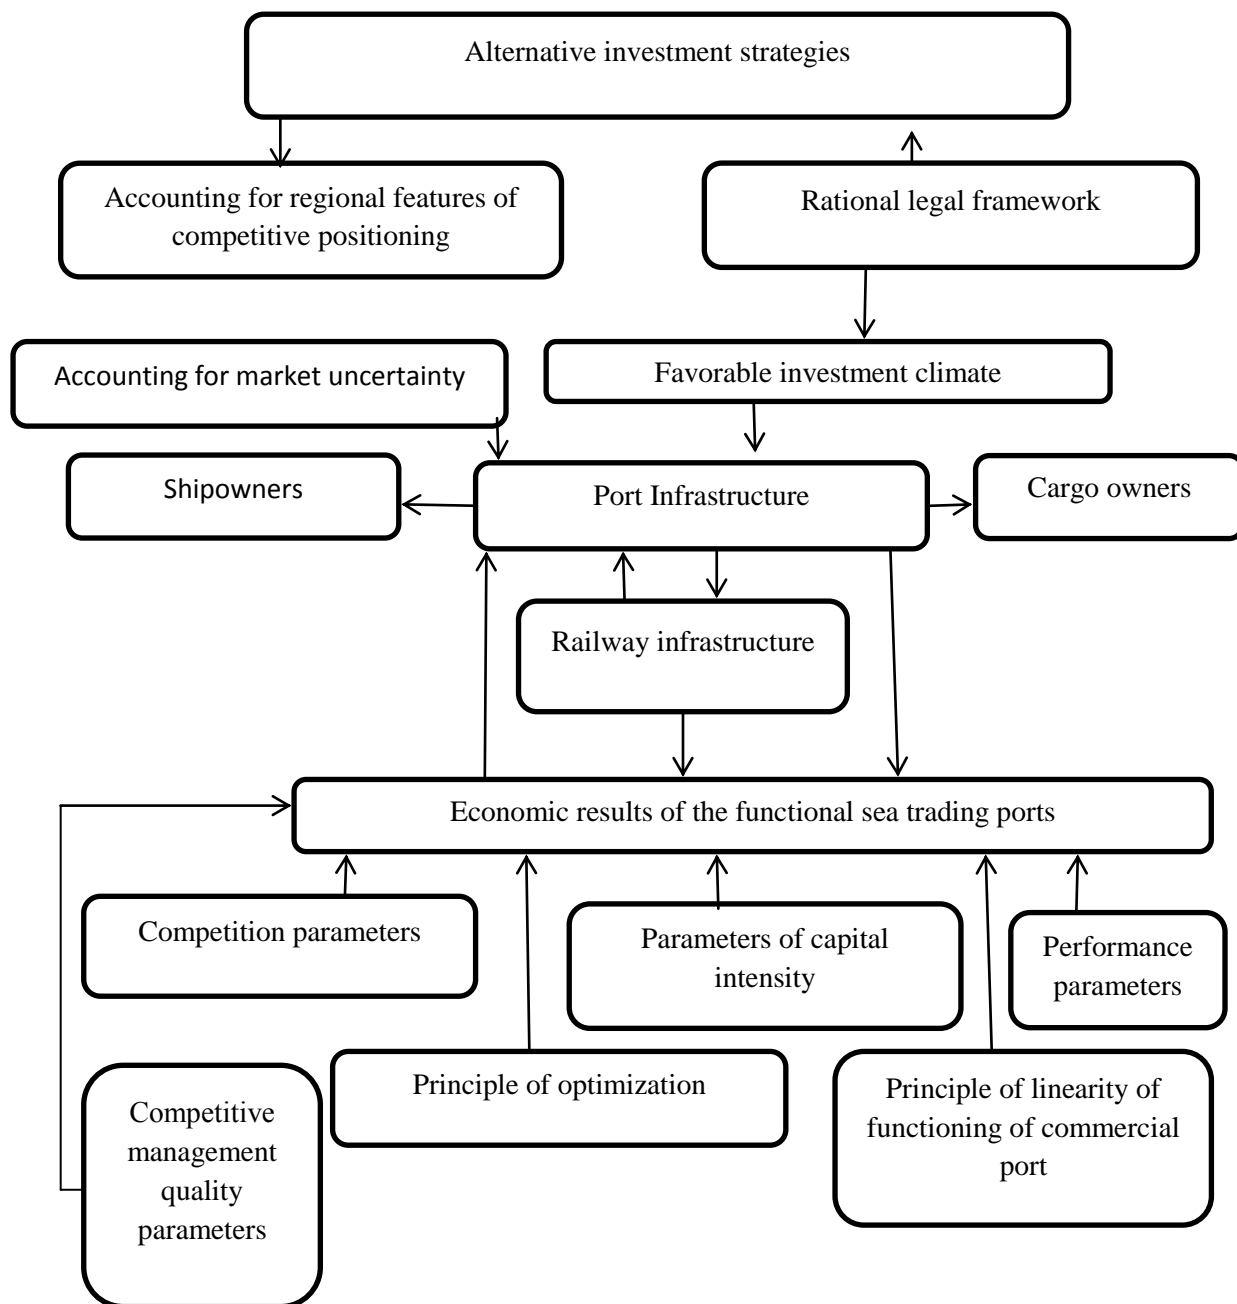 Alternative investment strategies
Accounting for regional features of
competitive positioning
Rational legal framework
Accounting for market uncertainty
Favorable investment climate
Shipowners
Port Infrastructure
Cargo owners
Railway infrastructure
Economic results of the functional sea trading ports
Competition parameters
Parameters of capital
intensity
Performance
parameters
Principle of optimization
Principle of linearity of
functioning of commercial
port
Competitive
management
quality
parameters